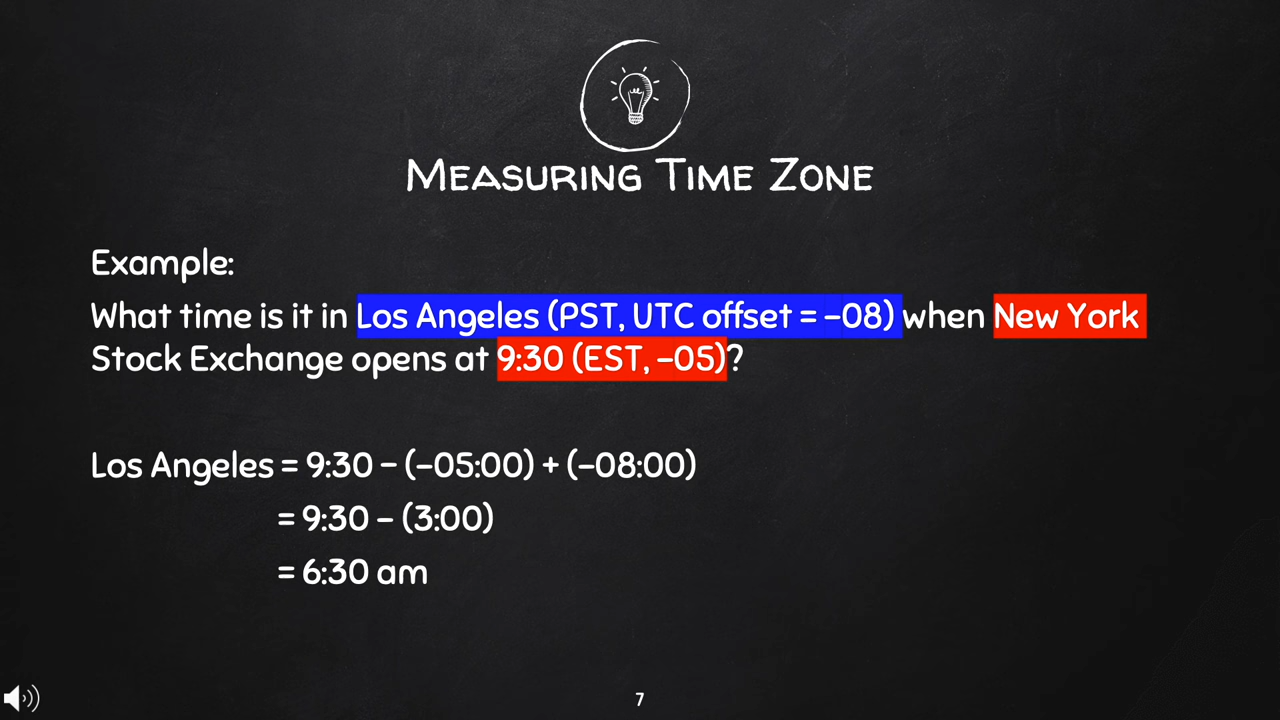 MEASURING TIME ZONE
Example:
What time is it in Los Angeles (PST, UTC offset = −08) when New York
Stock Exchange opens at 9:30 (EST, −05)?
Los Angeles = 9:30 − (−05:00) + (−08:00)
= 9:30 − (3:00)
= 6:30 am
7